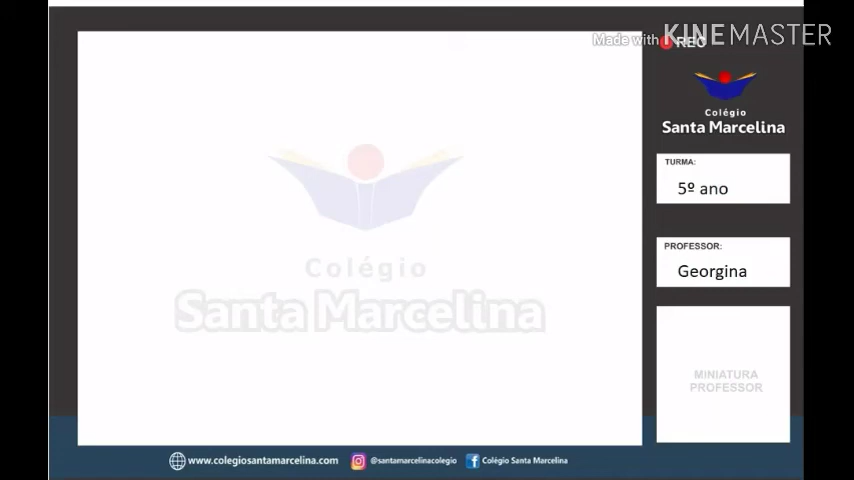 Made with KINEMASTER
REC
Colégio
Santa Marcelina
TURMA:
5º ano
PROFESSOR:
Georgina
MINIATURA
PROFESSOR
Colégio
Santa Marcelina
www.colegiosantamarcelina.com @santamarcelinacolegio Colégio Santa Marcelina